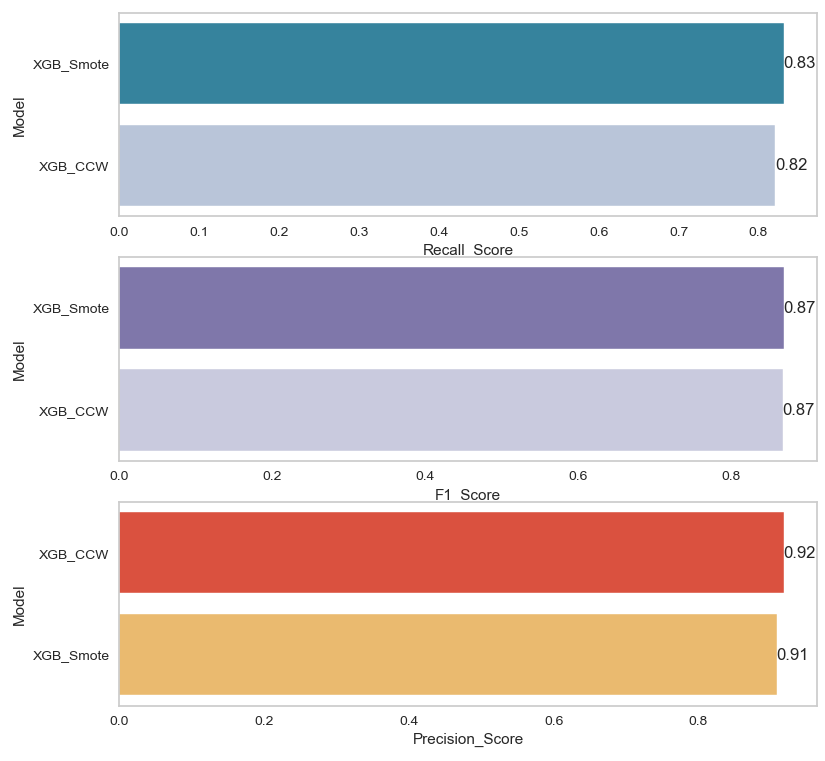 XGB_Smote
0.83
Model
XGB_CCW
0.82
0.0 0.1 0.2 0.3 0.4 0.5 0.6 0.7 0.8
Recall_Score
XGB_Smote
0.87
Model
XGB_CCW
0.87
0.0 0.2 0.4 0.6 0.8
F1_Score
XGB_CCW
0.92
Model
XGB_Smote
0.91
0.0 0.2 0.4 0.6 0.8
Precision_Score